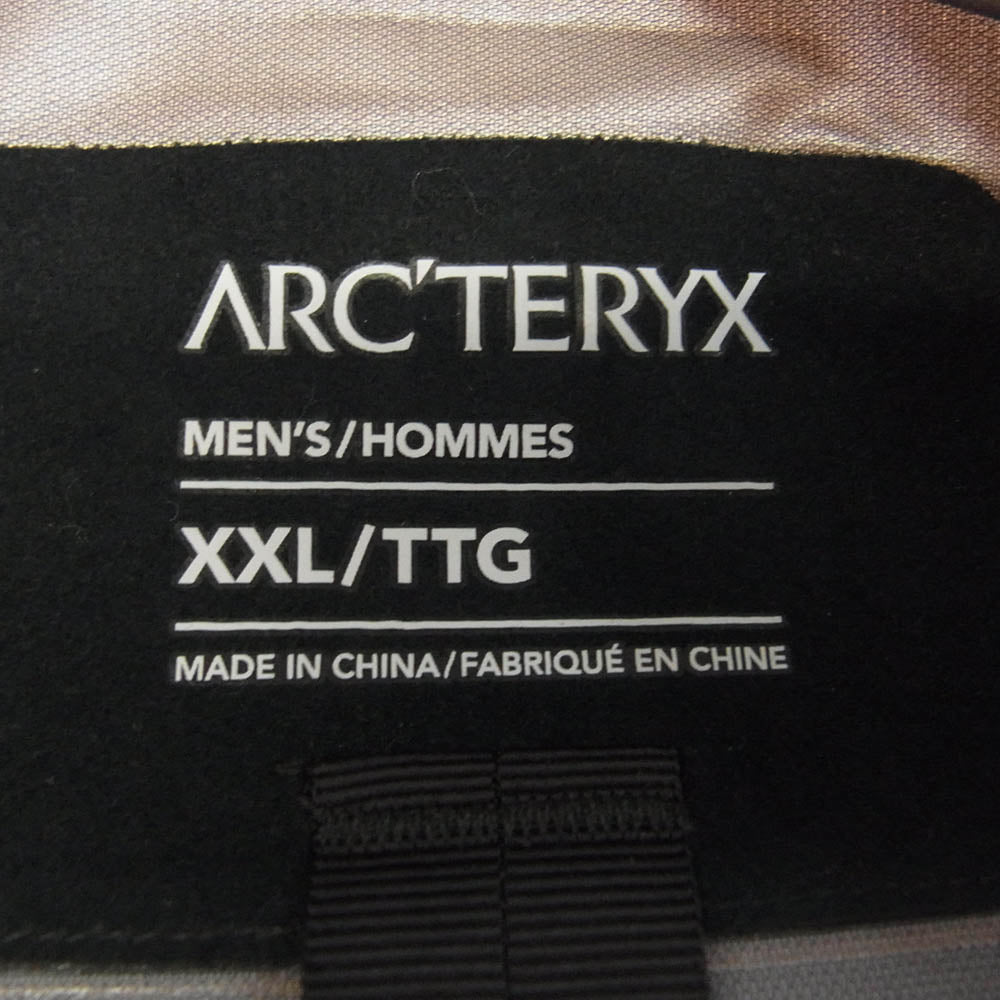 ARC'TERYX
MEN'S/HOMMES
XXL/TTG
MADE IN CHINA/FABRIQUÉ EN CHINE